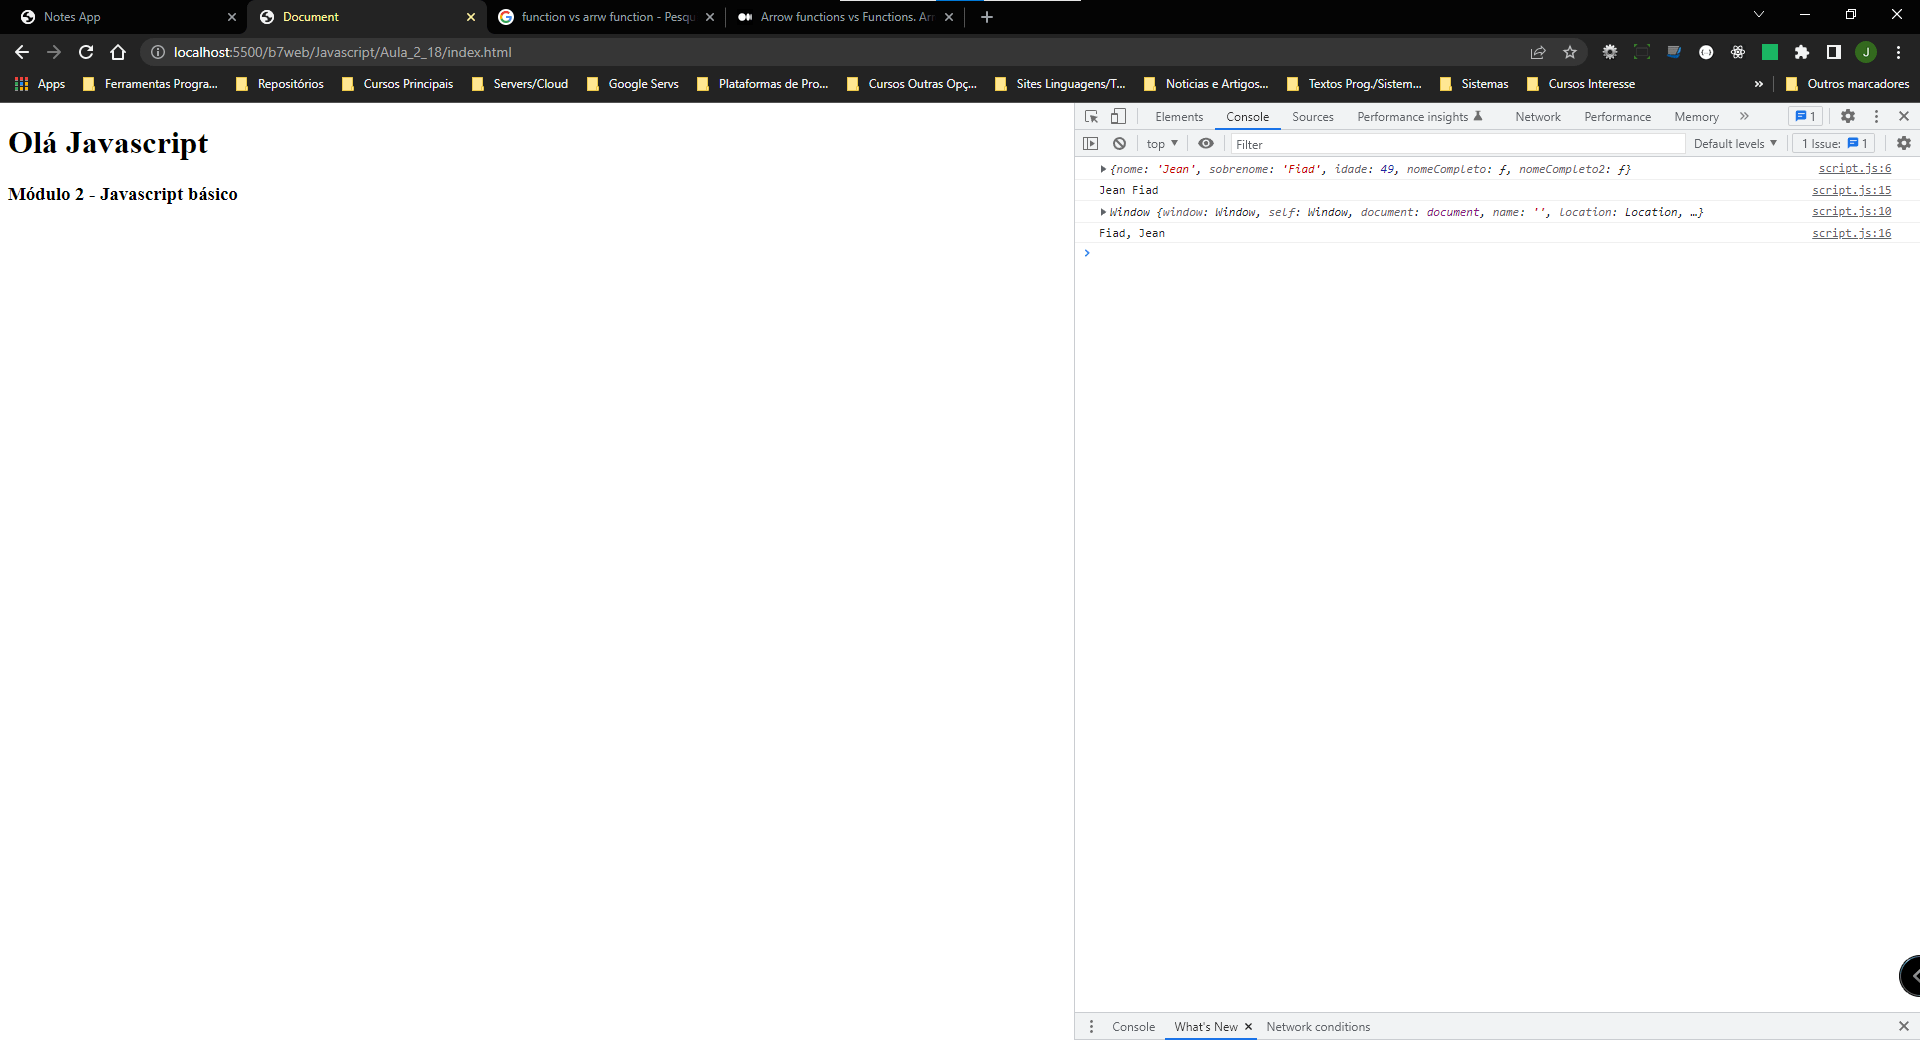 Notes App
Document
function vs arrw function - Pesqu
Arrow functions vs Functions. Arr
localhost:5500/b7web/Javascript/Aula_2_18/index.html
J
Apps Ferramentas Progra... Repositórios Cursos Principais Servers/Cloud Google Servs Plataformas de Pro... Cursos Outras Opç... Sites Linguagens/T... Noticias e Artigos... Textos Prog./Sistem... Sistemas Cursos Interesse » Outros marcadores
Olá Javascript
Módulo 2 - Javascript básico
Elements Console Sources Performance insights Network Performance Memory » 1
top Filter Default levels 1 Issue: 1
{nome: 'Jean', sobrenome: 'Fiad', idade: 49, nomeCompleto: ƒ, nomeCompleto2: ƒ} script.js:6
Jean Fiad script.js:15
Window {window: Window, self: Window, document: document, name: '', location: Location, …} script.js:10
Fiad, Jean script.js:16
Console What's New Network conditions